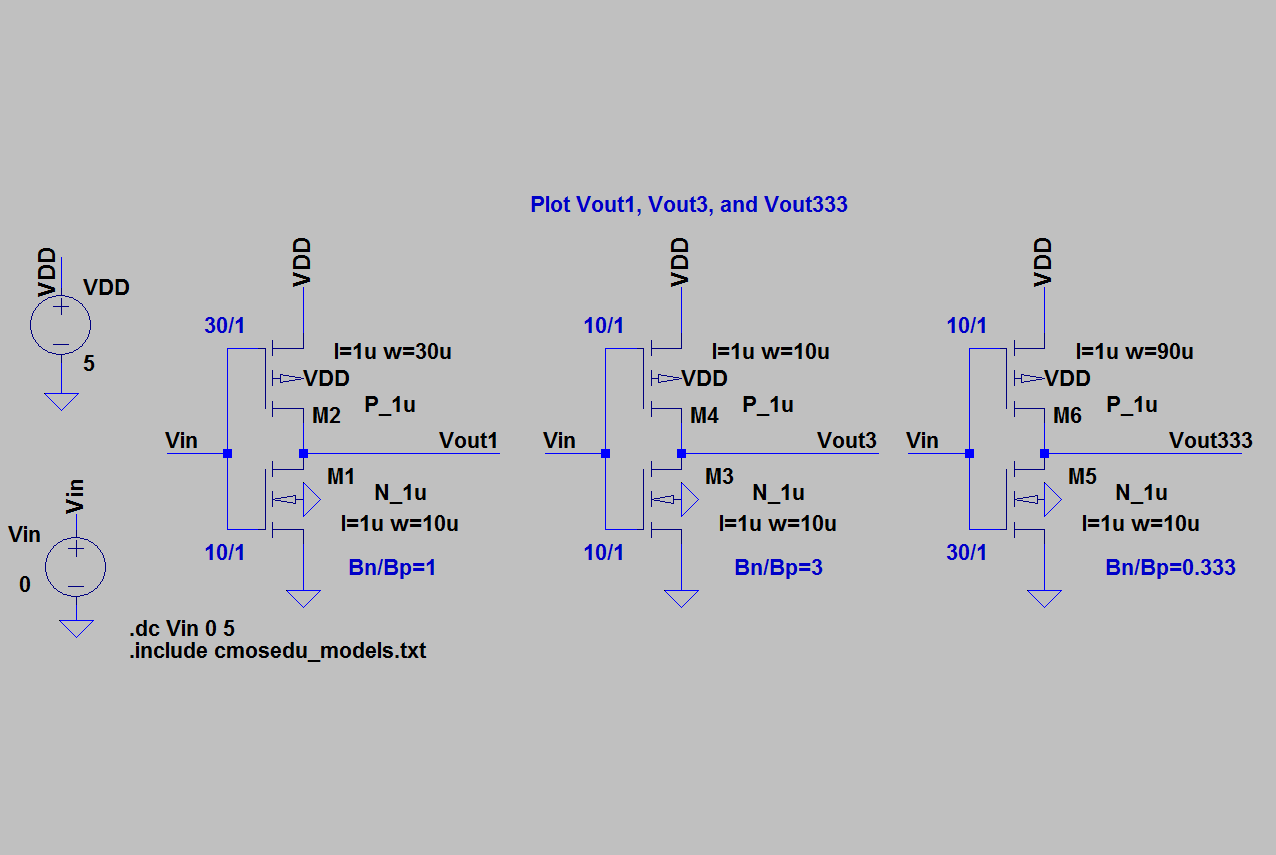 Plot Vout1, Vout3, and Vout333
VDD
VDD
5
Vin
Vin
0
.dc Vin 0 5
.include cmosedu_models.txt
VDD
30/1
l=1u w=30u
VDD
P_1u
M2
Vin
Vout1
M1
N_1u
l=1u w=10u
10/1
Bn/Bp=1
VDD
10/1
l=1u w=10u
VDD
P_1u
M4
Vin
Vout3
M3
N_1u
l=1u w=10u
10/1
Bn/Bp=3
VDD
10/1
l=1u w=90u
VDD
P_1u
M6
Vin
Vout333
M5
N_1u
l=1u w=10u
30/1
Bn/Bp=0.333